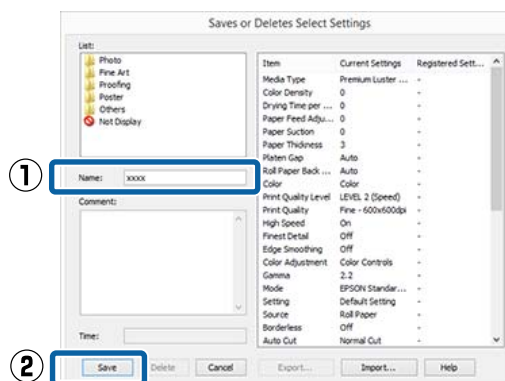 Saves or Deletes Select Settings
List:
Photo
Fine Art
Proofing
Poster
Others
Not Display
① Name: xxxx
Comment:
Time:
Item Current Settings Registered Sett...
Media Type Premium Luster ... -
Color Density 0 -
Drying Time per ... 0 -
Paper Feed Adju... 0 -
Paper Suction 0 -
Paper Thickness 3 -
Platen Gap Auto -
Roll Paper Back ... Auto -
Color Color -
Print Quality Level LEVEL 2 (Speed) -
Print Quality Fine - 600x600dpi -
High Speed On -
Finest Detail Off -
Edge Smoothing Off -
Color Adjustment Color Controls -
Gamma 2.2 -
Mode EPSON Standar... -
Setting Default Setting -
Source Roll Paper -
Borderless Off -
Auto Cut Normal Cut -
② Save Delete Cancel Export... Import... Help